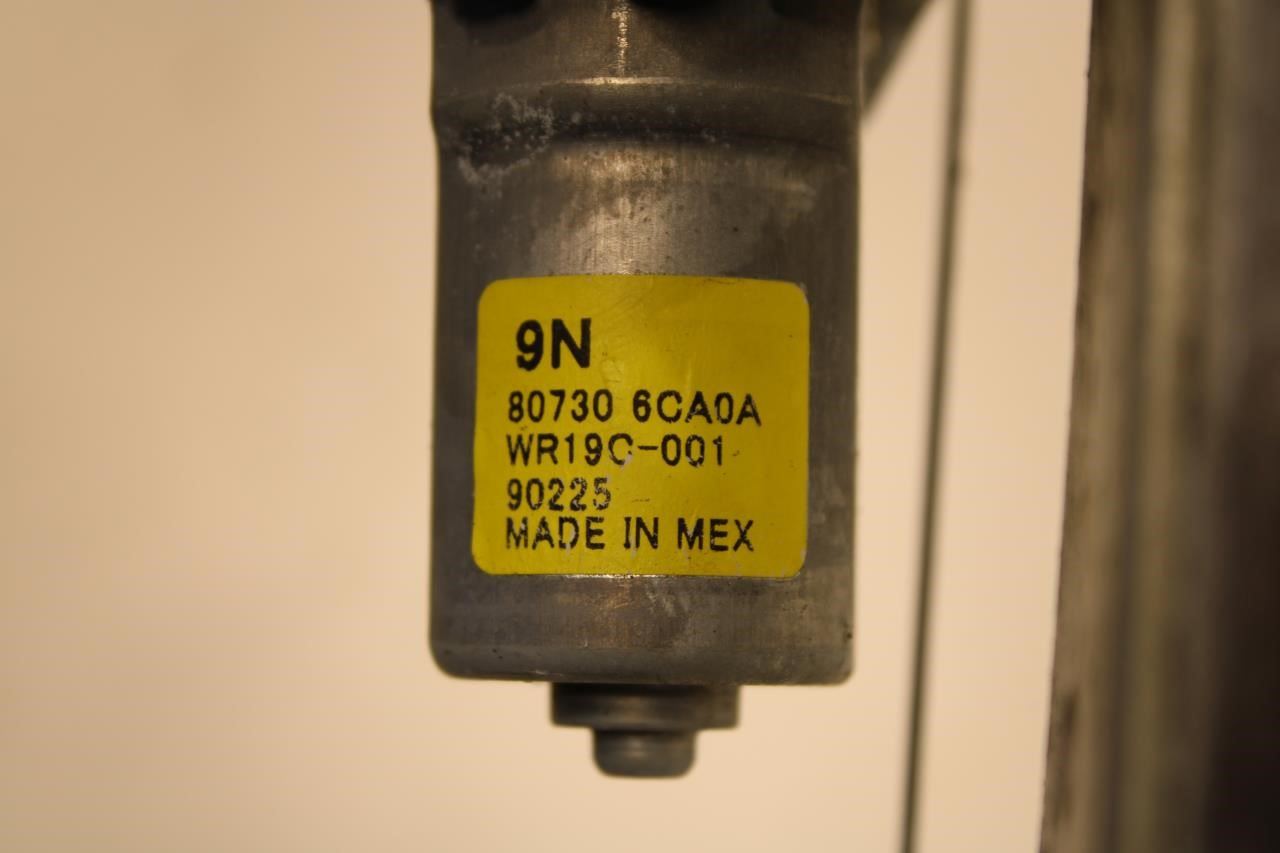 9N
80730 6CA0A
WR19C-001
90225
MADE IN MEX